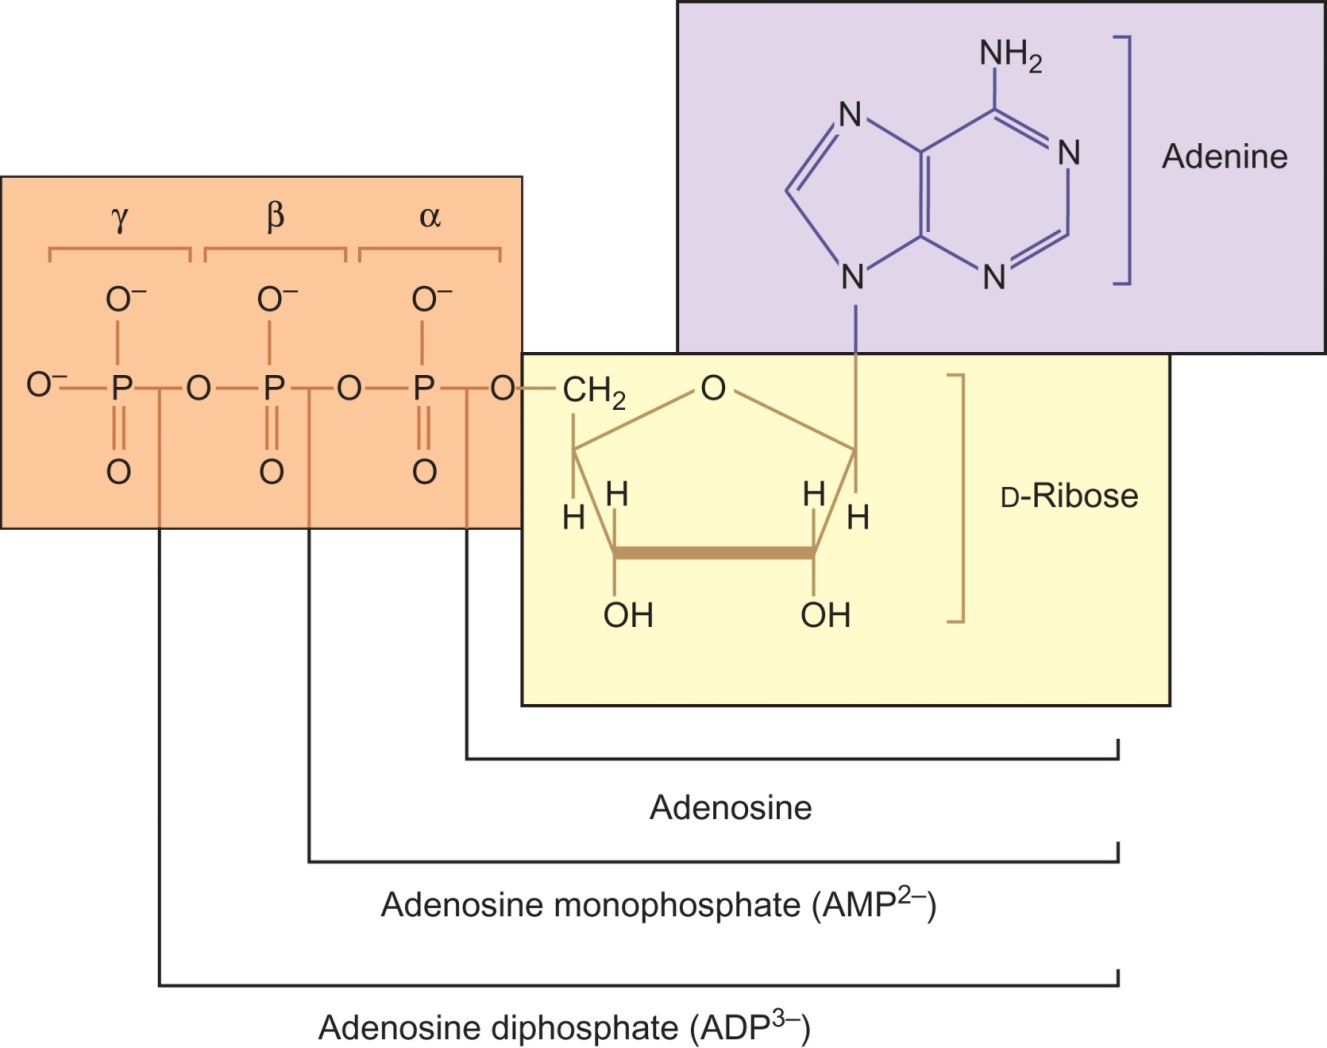 NH2
N
N
Adenine
N
N
γ β α
O– O– O–
O– P O P O P O CH2 O
O O O
H H H H
D-Ribose
OH OH
Adenosine
Adenosine monophosphate (AMP2–)
Adenosine diphosphate (ADP3–)